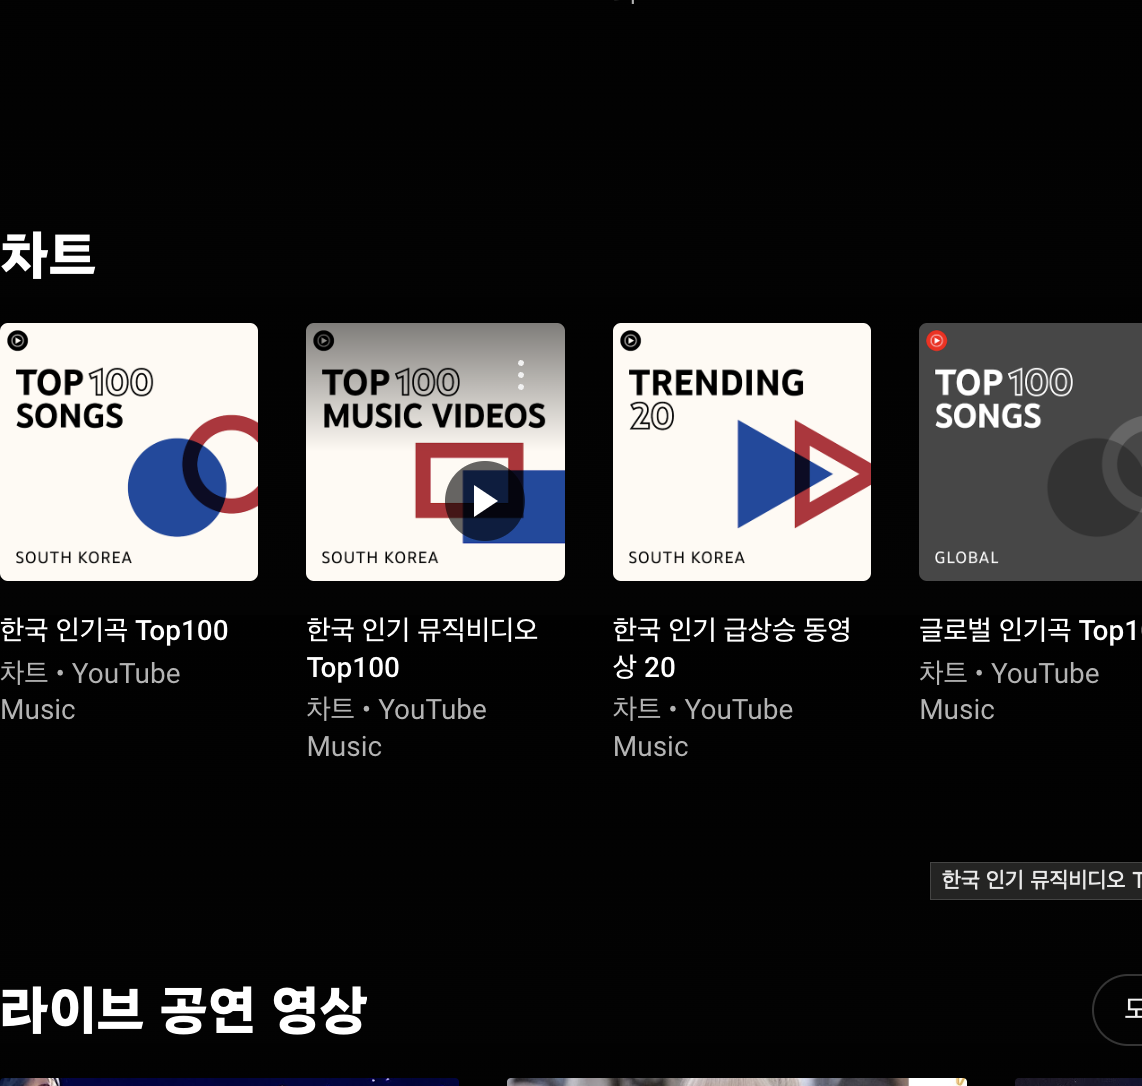 차트
TOP 100
SONGS
SOUTH KOREA
한국 인기곡 Top100
차트 • YouTube
Music
TOP 100
MUSIC VIDEOS
SOUTH KOREA
한국 인기 뮤직비디오
Top100
차트 • YouTube
Music
TRENDING
20
SOUTH KOREA
한국 인기 급상승 동영
상 20
차트 • YouTube
Music
TOP 100
SONGS
GLOBAL
글로벌 인기곡
차트 • YouTube
Music
한국 인기 뮤직비디오
라이브 공연 영상